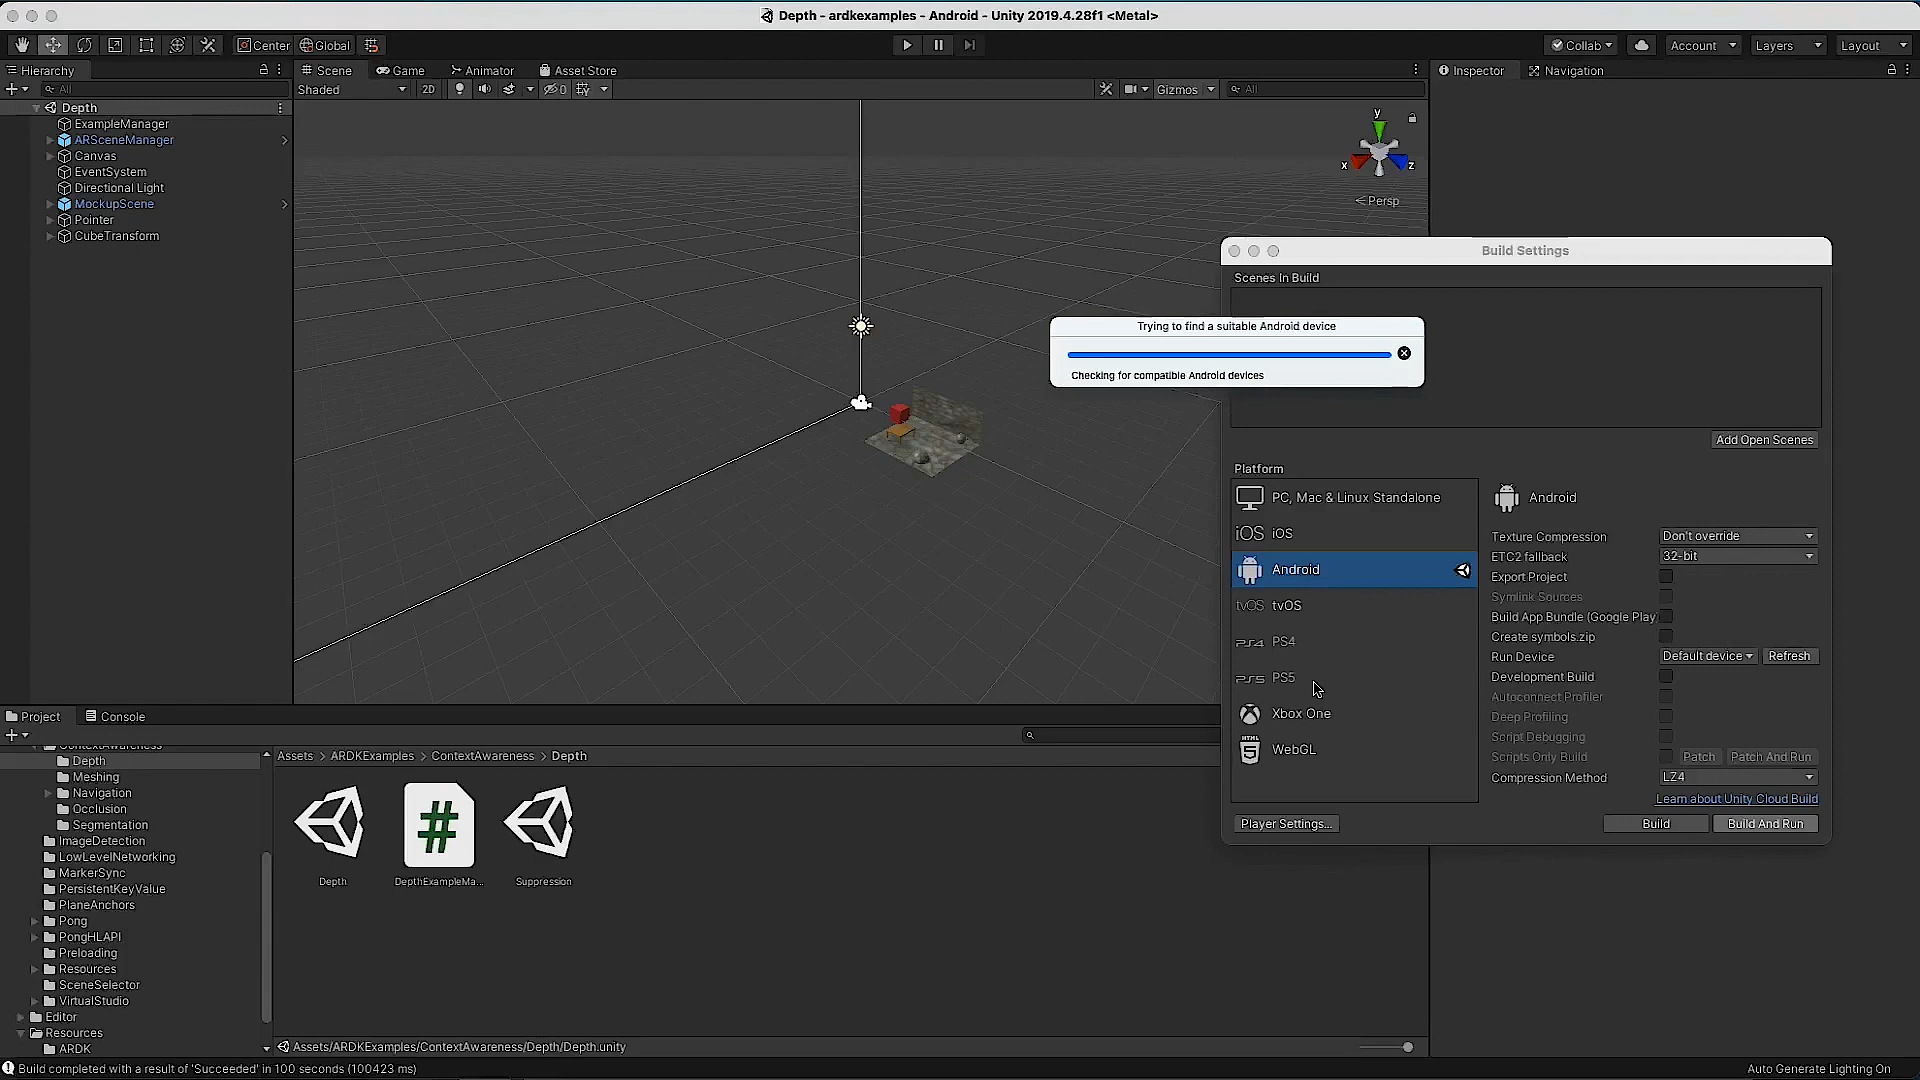 Depth - ardkexamples - Android - Unity 2019.4.28f1 <Metal>
Center
Global
Collab
Account
Layers
Layout
Hierarchy
All
Depth
ExampleManager
ARSceneManager
Canvas
EventSystem
Directional Light
MockupScene
Pointer
CubeTransform
Scene
Game
Animator
Asset Store
Shaded
2D
0
Gizmos
All
y
x
z
Persp
Inspector
Navigation
Build Settings
Scenes In Build
Trying to find a suitable Android device
Checking for compatible Android devices
Add Open Scenes
Platform
PC, Mac & Linux Standalone
iOS iOS
Android
tvOS tvOS
PS4 PS4
PS5 PS5
Xbox One
HTML 5 WebGL
Android
Texture Compression Don't override
ETC2 fallback 32-bit
Export Project
Symlink Sources
Build App Bundle (Google Play
Create symbols.zip
Run Device Default device Refresh
Development Build
Autoconnect Profiler
Deep Profiling
Script Debugging
Scripts Only Build Patch Patch And Run
Compression Method LZ4
Learn about Unity Cloud Build
Player Settings...
Build
Build And Run
Project
Console
ContextAwareness
Depth
Meshing
Navigation
Occlusion
Segmentation
ImageDetection
LowLevelNetworking
MarkerSync
PersistentKeyValue
PlaneAnchors
Pong
PongHLAPI
Preloading
Resources
SceneSelector
VirtualStudio
Editor
Resources
ARDK
Assets > ARDKExamples > ContextAwareness > Depth
#
Depth
DepthExampleMa...
Suppression
Assets/ARDKExamples/ContextAwareness/Depth/Depth.unity
Build completed with a result of 'Succeeded' in 100 seconds (100423 ms)
Auto Generate Lighting On